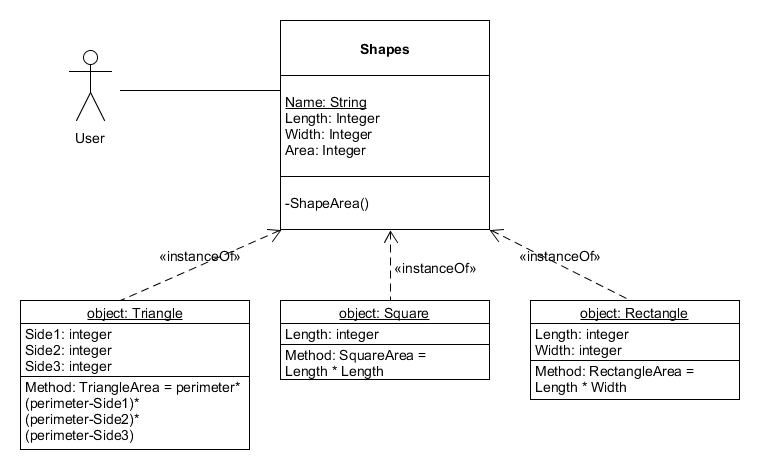 Shapes
Name: String
Length: Integer
Width: Integer
Area: Integer
User
-ShapeArea()
«instanceOf»
«instanceOf»
«instanceOf»
object: Triangle
Side1: integer
Side2: integer
Side3: integer
Method: TriangleArea = perimeter*
(perimeter-Side1)*
(perimeter-Side2)*
(perimeter-Side3)
object: Square
Length: integer
Method: SquareArea =
Length * Length
object: Rectangle
Length: integer
Width: integer
Method: RectangleArea =
Length * Width